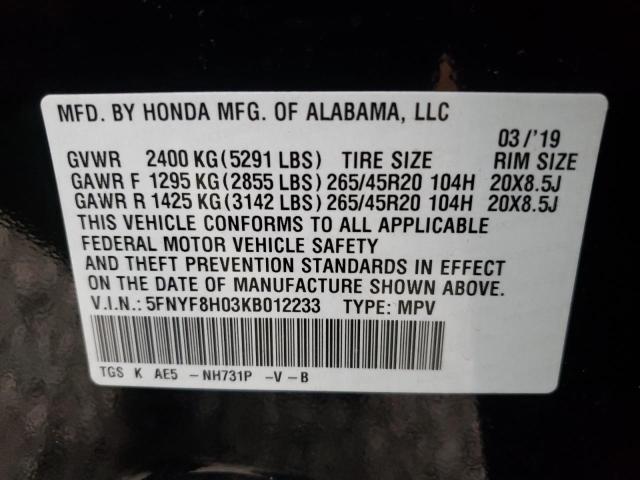 MFD. BY HONDA MFG. OF ALABAMA, LLC
03/'19
GVWR 2400 KG(5291 LBS) TIRE SIZE RIM SIZE
GAWR F 1295 KG(2855 LBS) 265/45R20 104H 20X8.5J
GAWR R 1425 KG(3142 LBS) 265/45R20 104H 20X8.5J
THIS VEHICLE CONFORMS TO ALL APPLICABLE
FEDERAL MOTOR VEHICLE SAFETY
AND THEFT PREVENTION STANDARDS IN EFFECT
ON THE DATE OF MANUFACTURE SHOWN ABOVE.
V.I.N.: 5FNYF8H03KB012233 TYPE: MPV
TGS K AE5 -NH731P -V-B